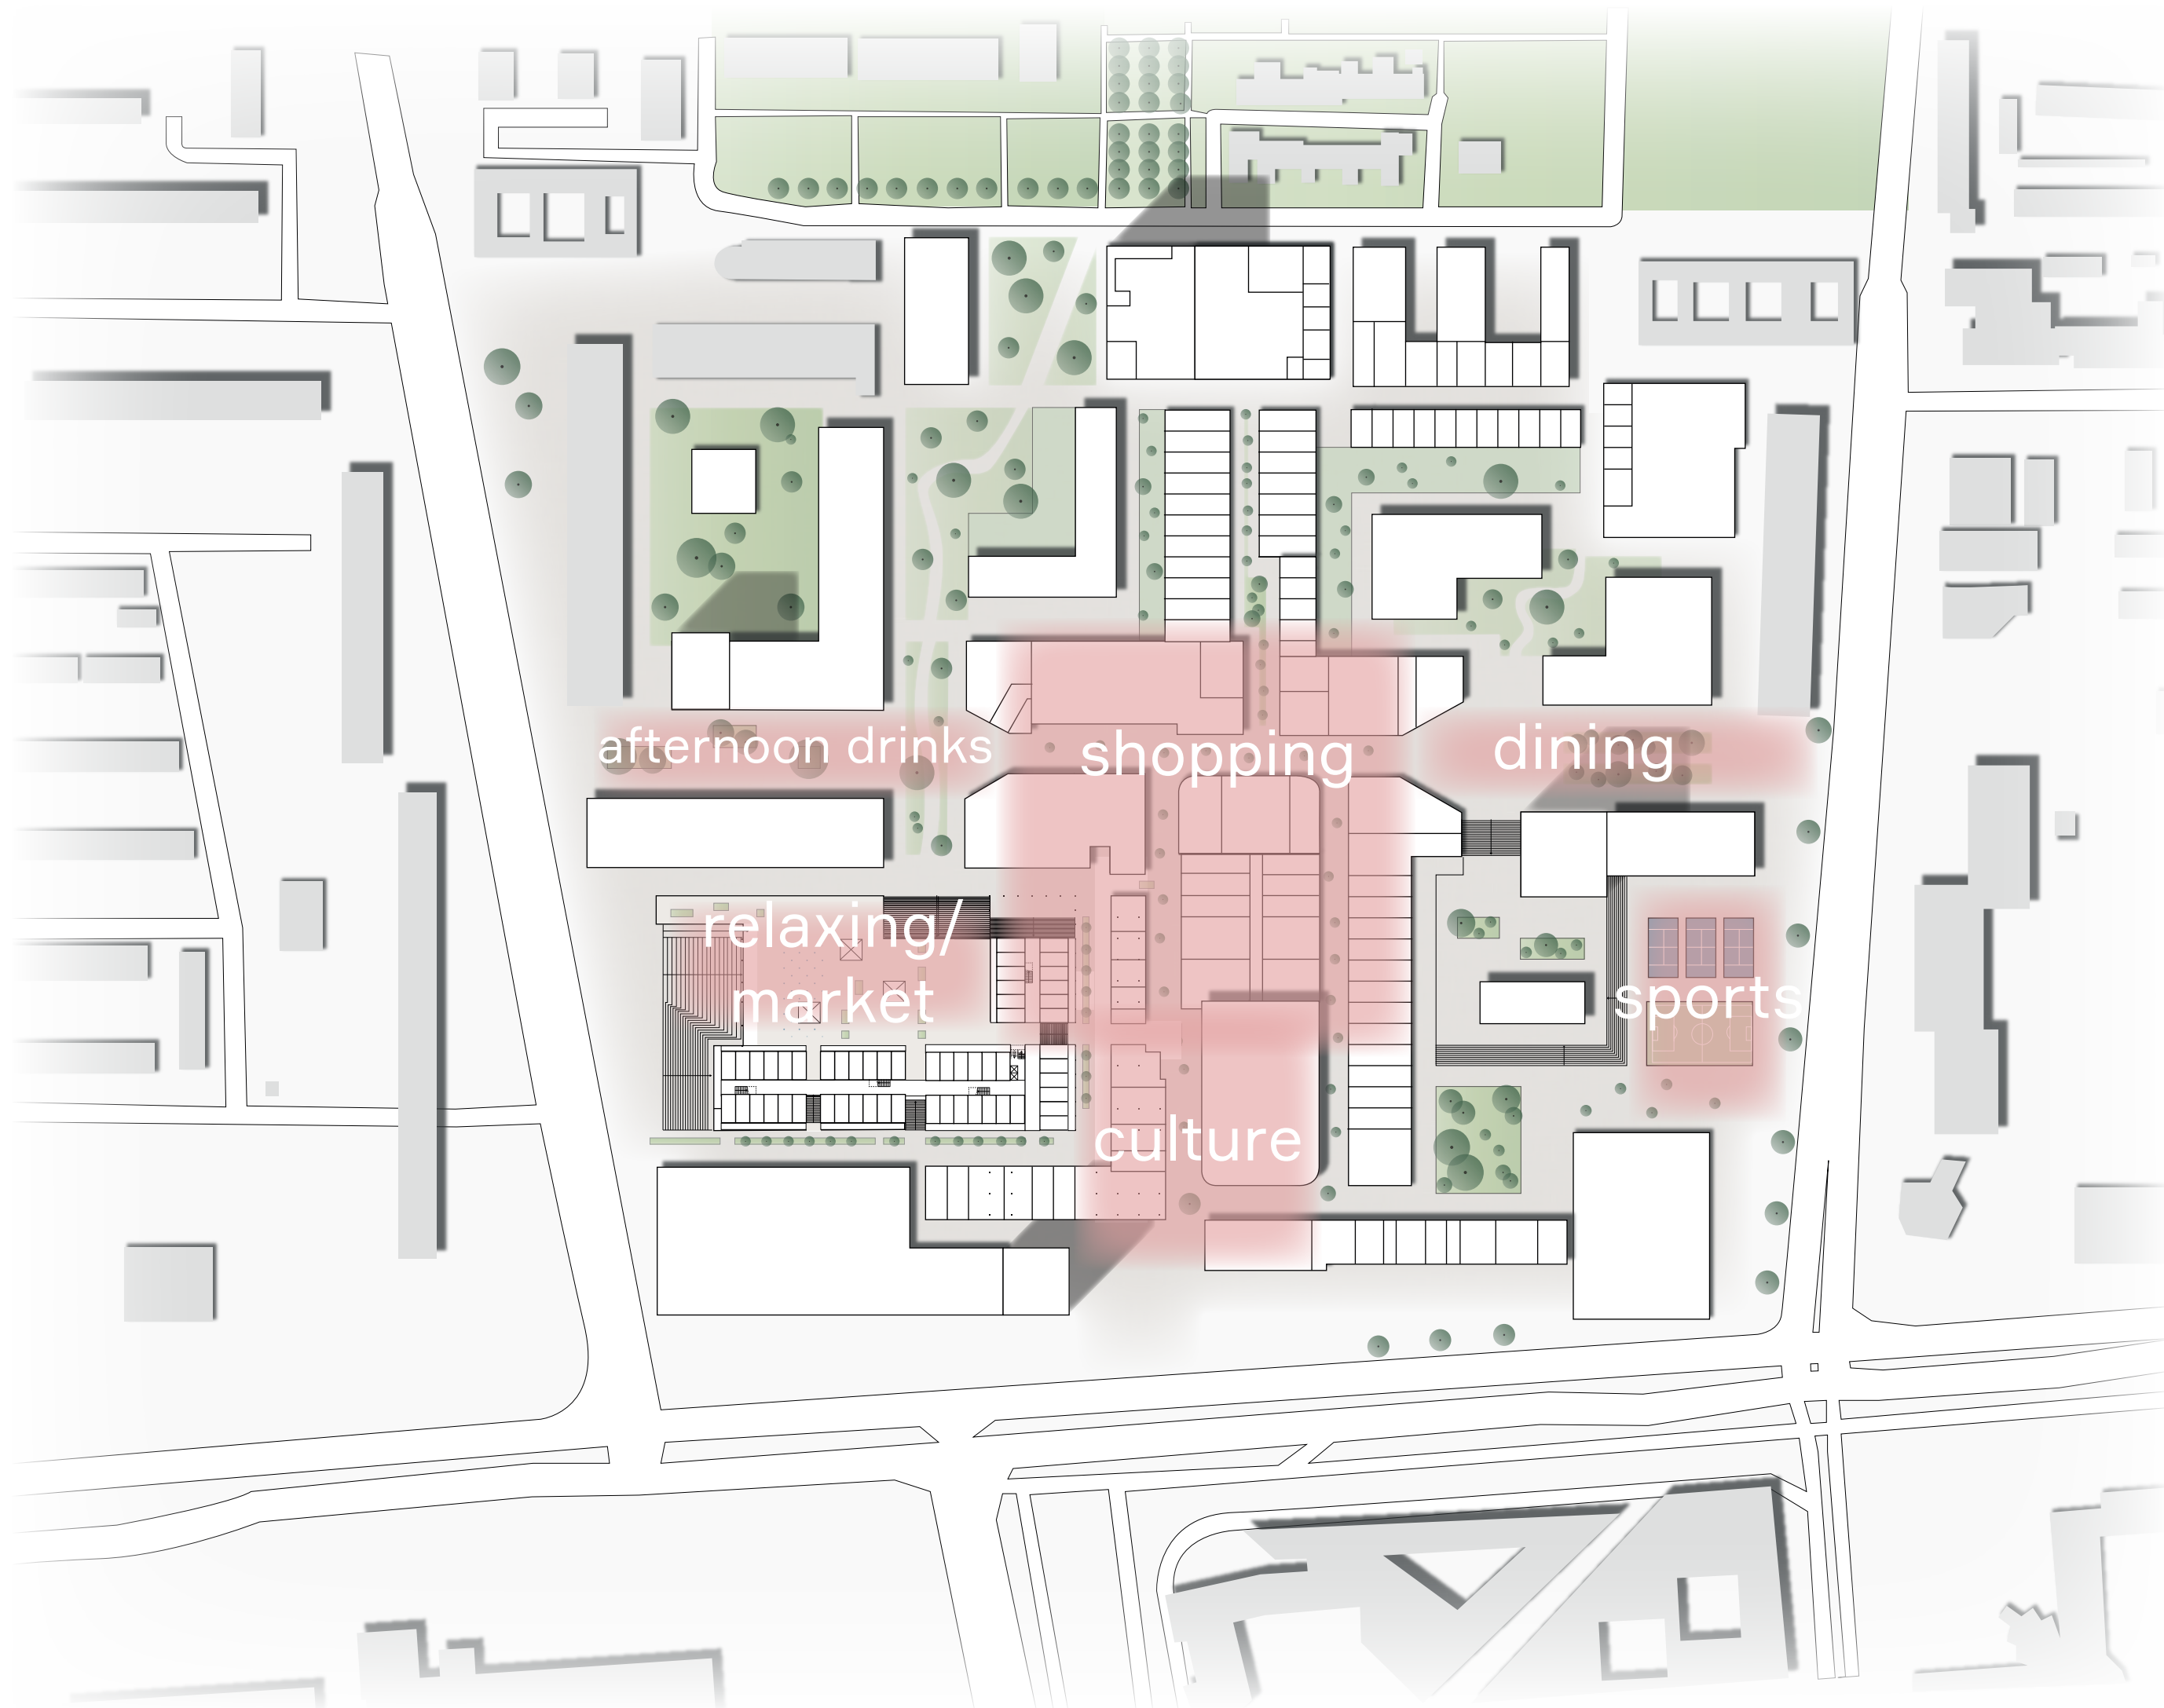 afternoon drinks
shopping
dining
relaxing/
market
sports
culture